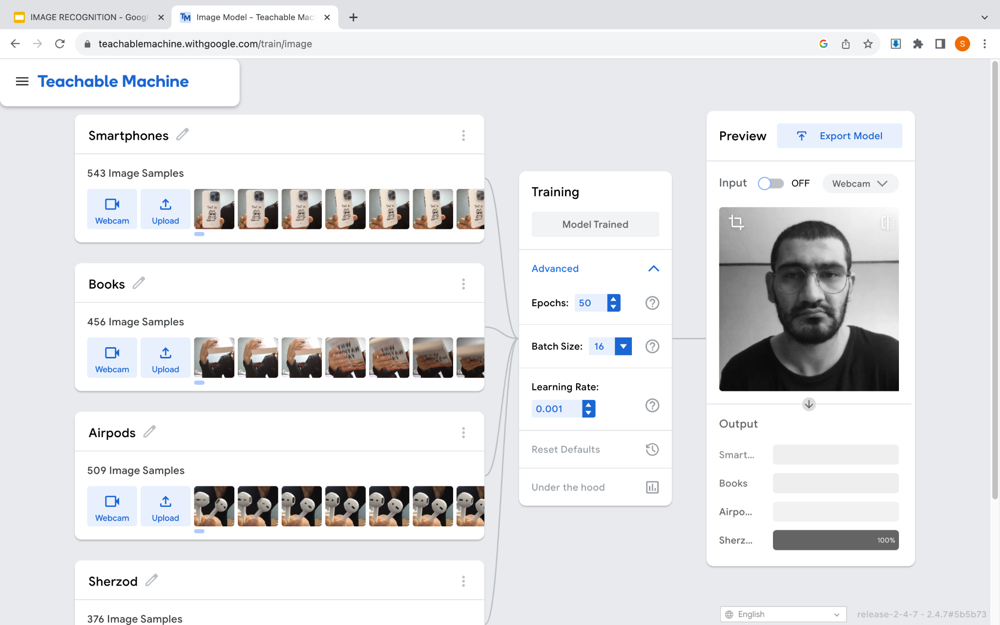 IMAGE RECOGNITION - Googl
Image Model - Teachable Mac
teachablemachine.withgoogle.com/train/image
S
Teachable Machine
Smartphones
543 Image Samples
Webcam
Upload
Books
456 Image Samples
Webcam
Upload
Airpods
509 Image Samples
Webcam
Upload
Sherzod
376 Image Samples
Training
Model Trained
Advanced
Epochs: 50
Batch Size: 16
Learning Rate:
0.001
Reset Defaults
Under the hood
Preview
Export Model
Input OFF Webcam
Output
Smart...
Books
Airpo...
Sherz... 100%
English
release-2-4-7 - 2.4.7#5b5b73